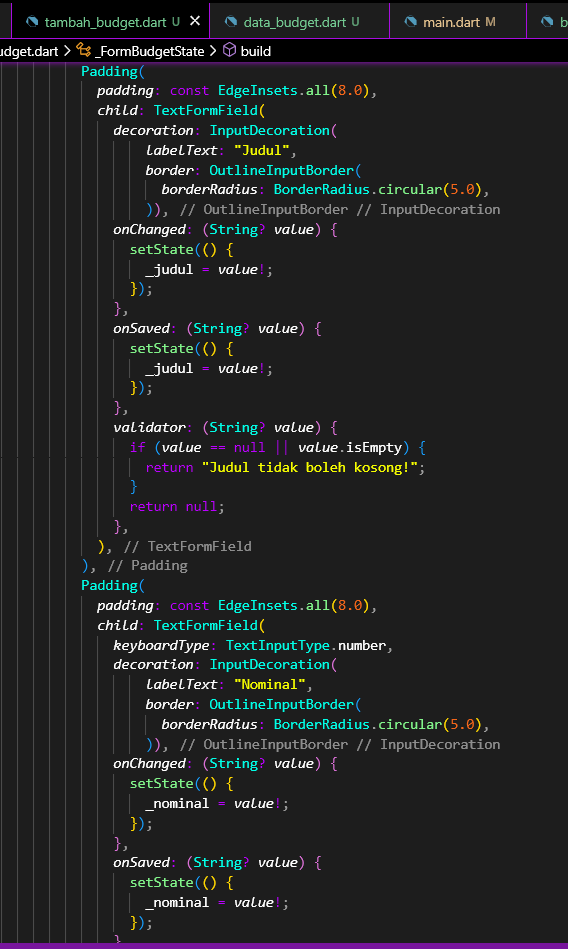 tambah_budget.dart U
data_budget.dart U
main.dart M
b
udget.dart > _FormBudgetState > build
Padding(
padding: const EdgeInsets.all(8.0),
child: TextFormField(
decoration: InputDecoration(
labelText: "Judul",
border: OutlineInputBorder(
borderRadius: BorderRadius.circular(5.0),
)), // OutlineInputBorder // InputDecoration
onChanged: (String? value) {
setState(() {
_judul = value!;
});
},
onSaved: (String? value) {
setState(() {
_judul = value!;
});
},
validator: (String? value) {
if (value == null || value.isEmpty) {
return "Judul tidak boleh kosong!";
}
return null;
},
), // TextFormField
), // Padding
Padding(
padding: const EdgeInsets.all(8.0),
child: TextFormField(
keyboardType: TextInputType.number,
decoration: InputDecoration(
labelText: "Nominal",
border: OutlineInputBorder(
borderRadius: BorderRadius.circular(5.0),
)), // OutlineInputBorder // InputDecoration
onChanged: (String? value) {
setState(() {
_nominal = value!;
});
},
onSaved: (String? value) {
setState(() {
_nominal = value!;
});
}